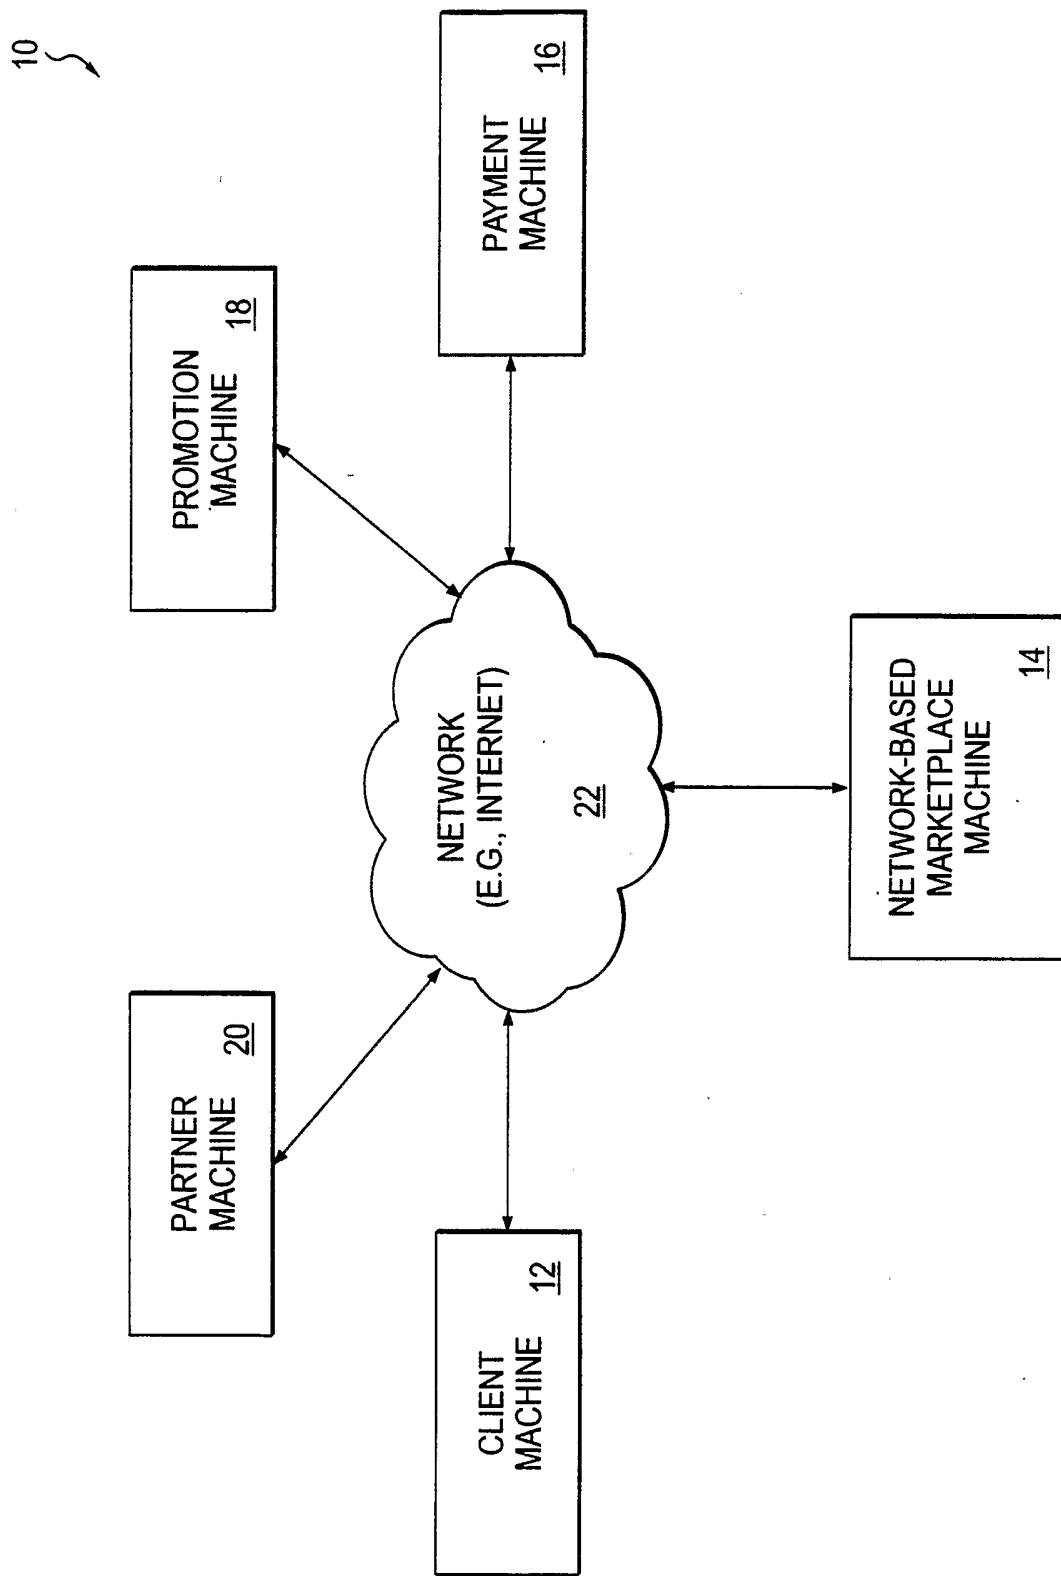 10
PARTNER
MACHINE
20
PROMOTION
MACHINE
18
CLIENT
MACHINE
12
NETWORK
(E.G., INTERNET)
22
PAYMENT
MACHINE
16
NETWORK-BASED
MARKETPLACE
MACHINE
14